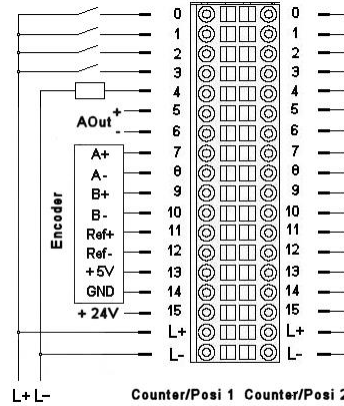 0 0
1 1
2 2
3 3
4 4
AOut + 5 5
- 6 6
Encoder
A+ 7 7
A- 8 8
B+ 9 9
B- 10 10
Ref+ 11 11
Ref- 12 12
+5V 13 13
GND 14 14
+ 24V 15 15
L+ L+
L- L-
L+ L- Counter/Posi 1 Counter/Posi 2